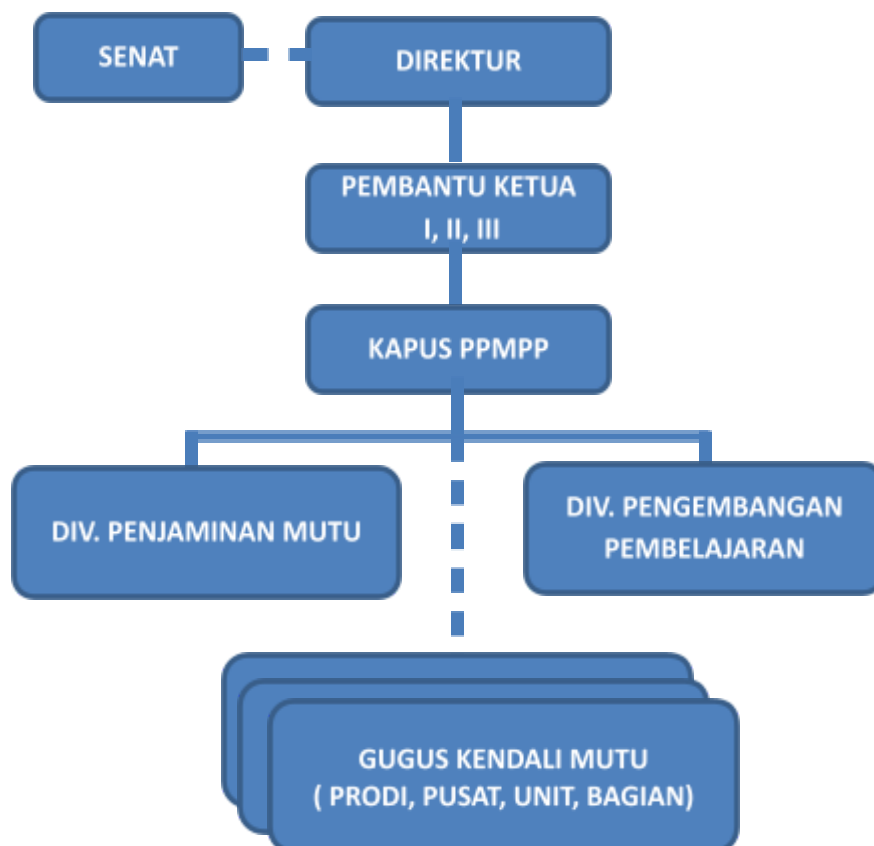 SENAT
DIREKTUR
PEMBANTU KETUA
I, II, III
KAPUS PPMPP
DIV. PENJAMINAN MUTU
DIV. PENGEMBANGAN
PEMBELAJARAN
GUGUS KENDALI MUTU
( PRODI, PUSAT, UNIT, BAGIAN)